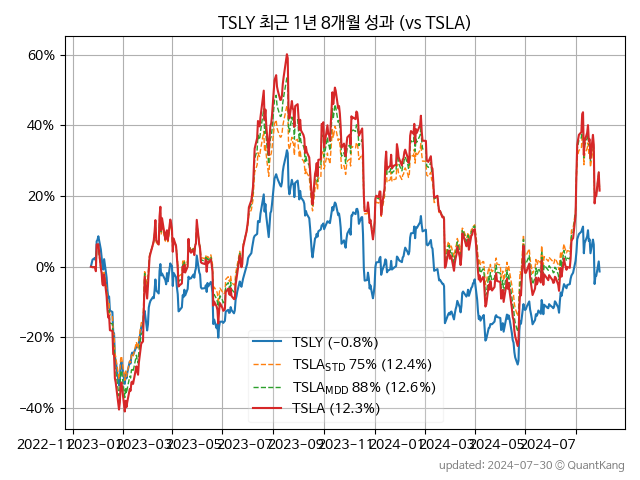 TSLY 최근 1년 8개월 성과 (vs TSLA)
60%
40%
20%
0%
−20%
−40%
TSLY (−0.8%)
TSLA_STD 75% (12.4%)
TSLA_MDD 88% (12.6%)
TSLA (12.3%)
2022−11 2023−01 2023−03 2023−05 2023−07 2023−09 2023−11 2024−01 2024−03 2024−05 2024−07
updated: 2024-07-30 © QuantKang